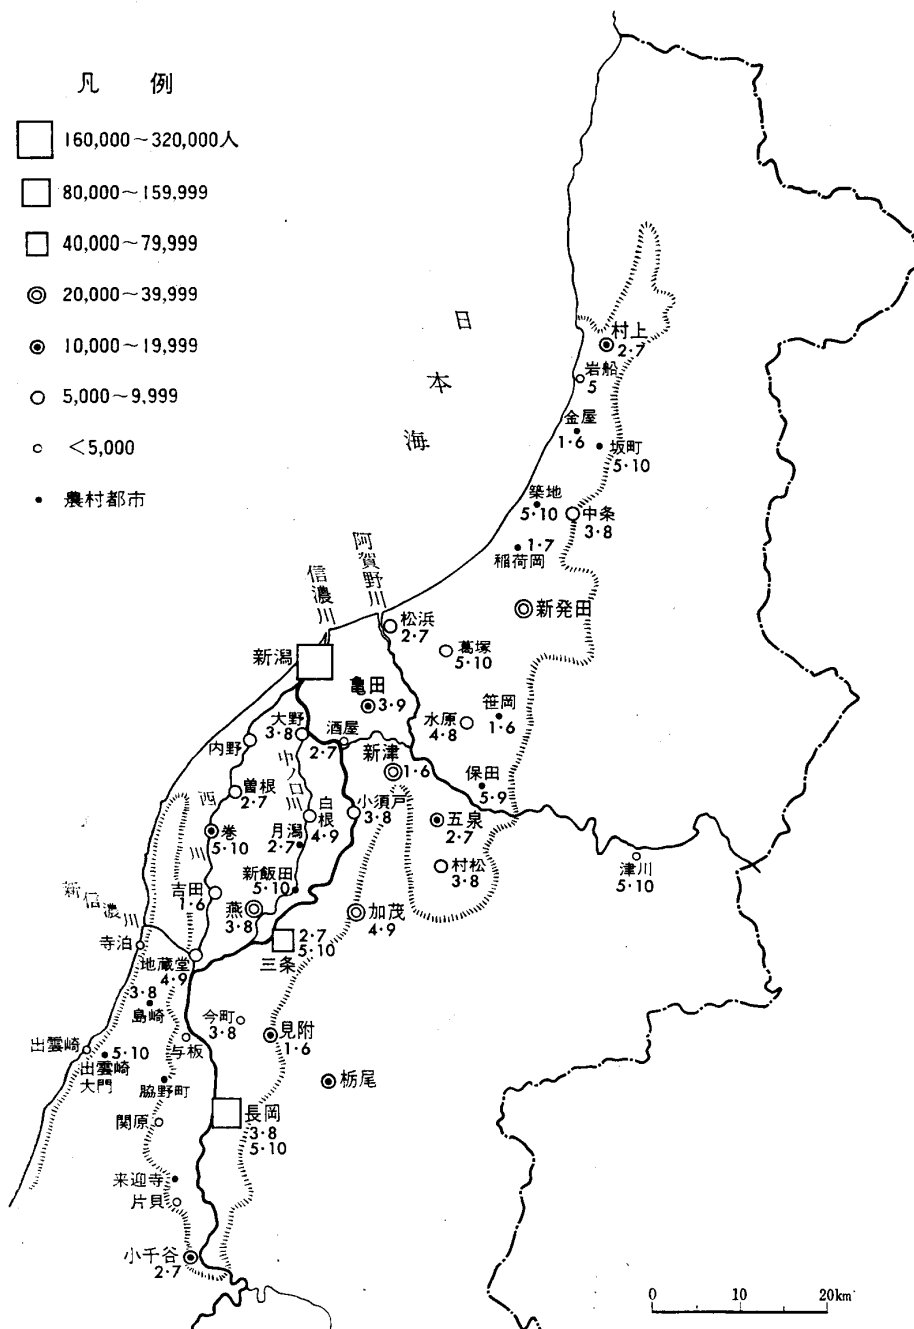 凡 例
160,000～320,000人
80,000～159,999
40,000～79,999
20,000～39,999
10,000～19,999
5,000～9,999
＜5,000
農村都市
日本海
村上
2･7
岩船
5
金屋
1･6
坂町
5･10
築地
5･10
中条
3･8
1･7
稲荷岡
阿賀野川
信濃川
新発田
松浜
2･7
葛塚
5･10
新潟
亀田
3･9
笹岡
1･6
水原
4･8
大野
3･8
酒屋
2･7
内野
新津
1･6
中ノ口川
保田
5･9
曽根
2･7
西川
白根
4･9
小須戸
3･8
五泉
2･7
巻
5･10
月潟
2･7
村松
3･8
津川
5･10
新飯田
5･10
吉田
1･6
燕
3･8
加茂
4･9
新信濃川
寺泊
2･7
5･10
三条
地蔵堂
4･9
3･8
島崎
今町
3･8
見附
1･6
出雲崎
与板
5･10
出雲崎
大門
脇野町
栃尾
関原
長岡
3･8
5･10
来迎寺
片貝
小千谷
2･7
0 10 20km